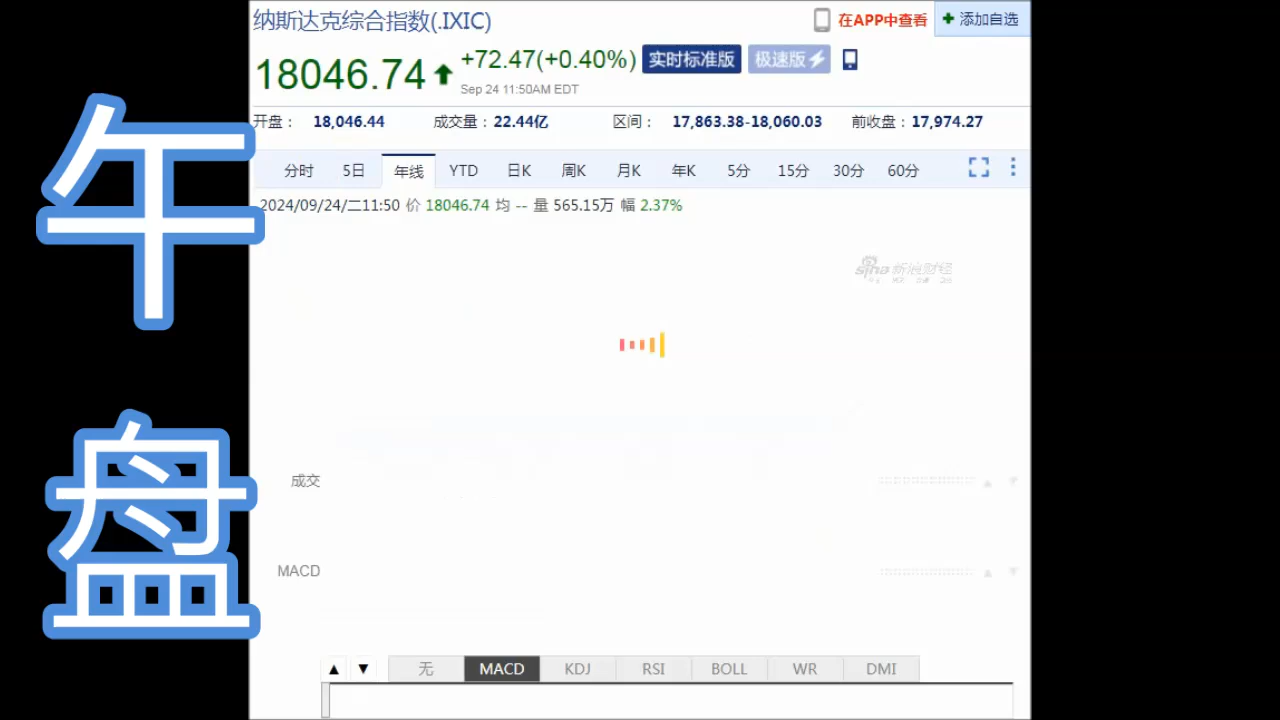 午盘
纳斯达克综合指数(.IXIC)
在APP中查看
+ 添加自选
18046.74
+72.47(+0.40%)
实时标准版
极速版
Sep 24 11:50AM EDT
开盘: 18,046.44 成交量: 22.44亿 区间: 17,863.38-18,060.03 前收盘: 17,974.27
分时 5日 年线 YTD 日K 周K 月K 年K 5分 15分 30分 60分
2024/09/24/二11:50 价 18046.74 均 -- 量 565.15万 幅 2.37%
sina 新浪财经
成交
MACD
▲ ▼ 无 MACD KDJ RSI BOLL WR DMI